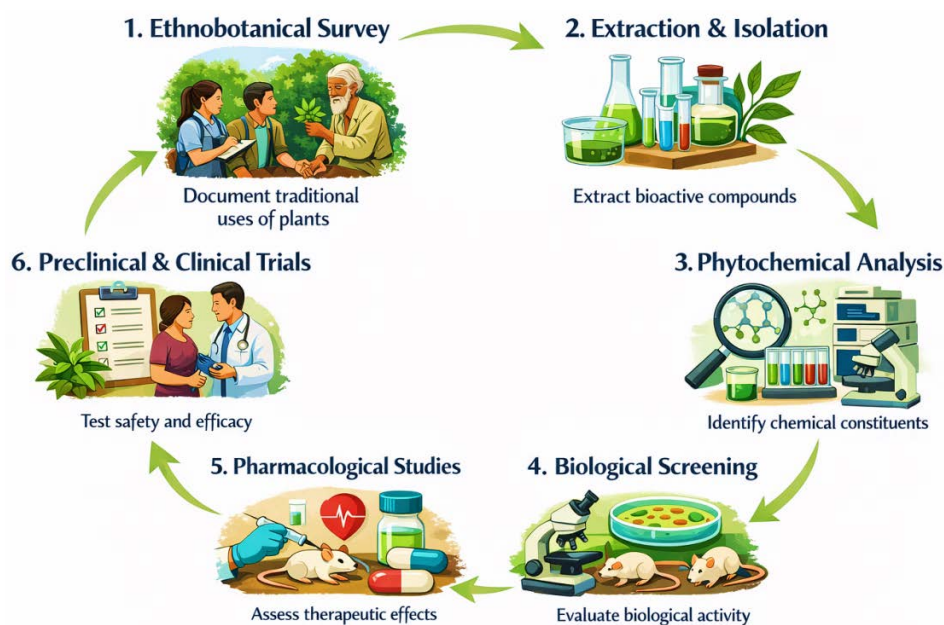 1. Ethnobotanical Survey
Document traditional
uses of plants
2. Extraction & Isolation
Extract bioactive compounds
3. Phytochemical Analysis
Identify chemical constituents
4. Biological Screening
Evaluate biological activity
5. Pharmacological Studies
Assess therapeutic effects
6. Preclinical & Clinical Trials
Test safety and efficacy